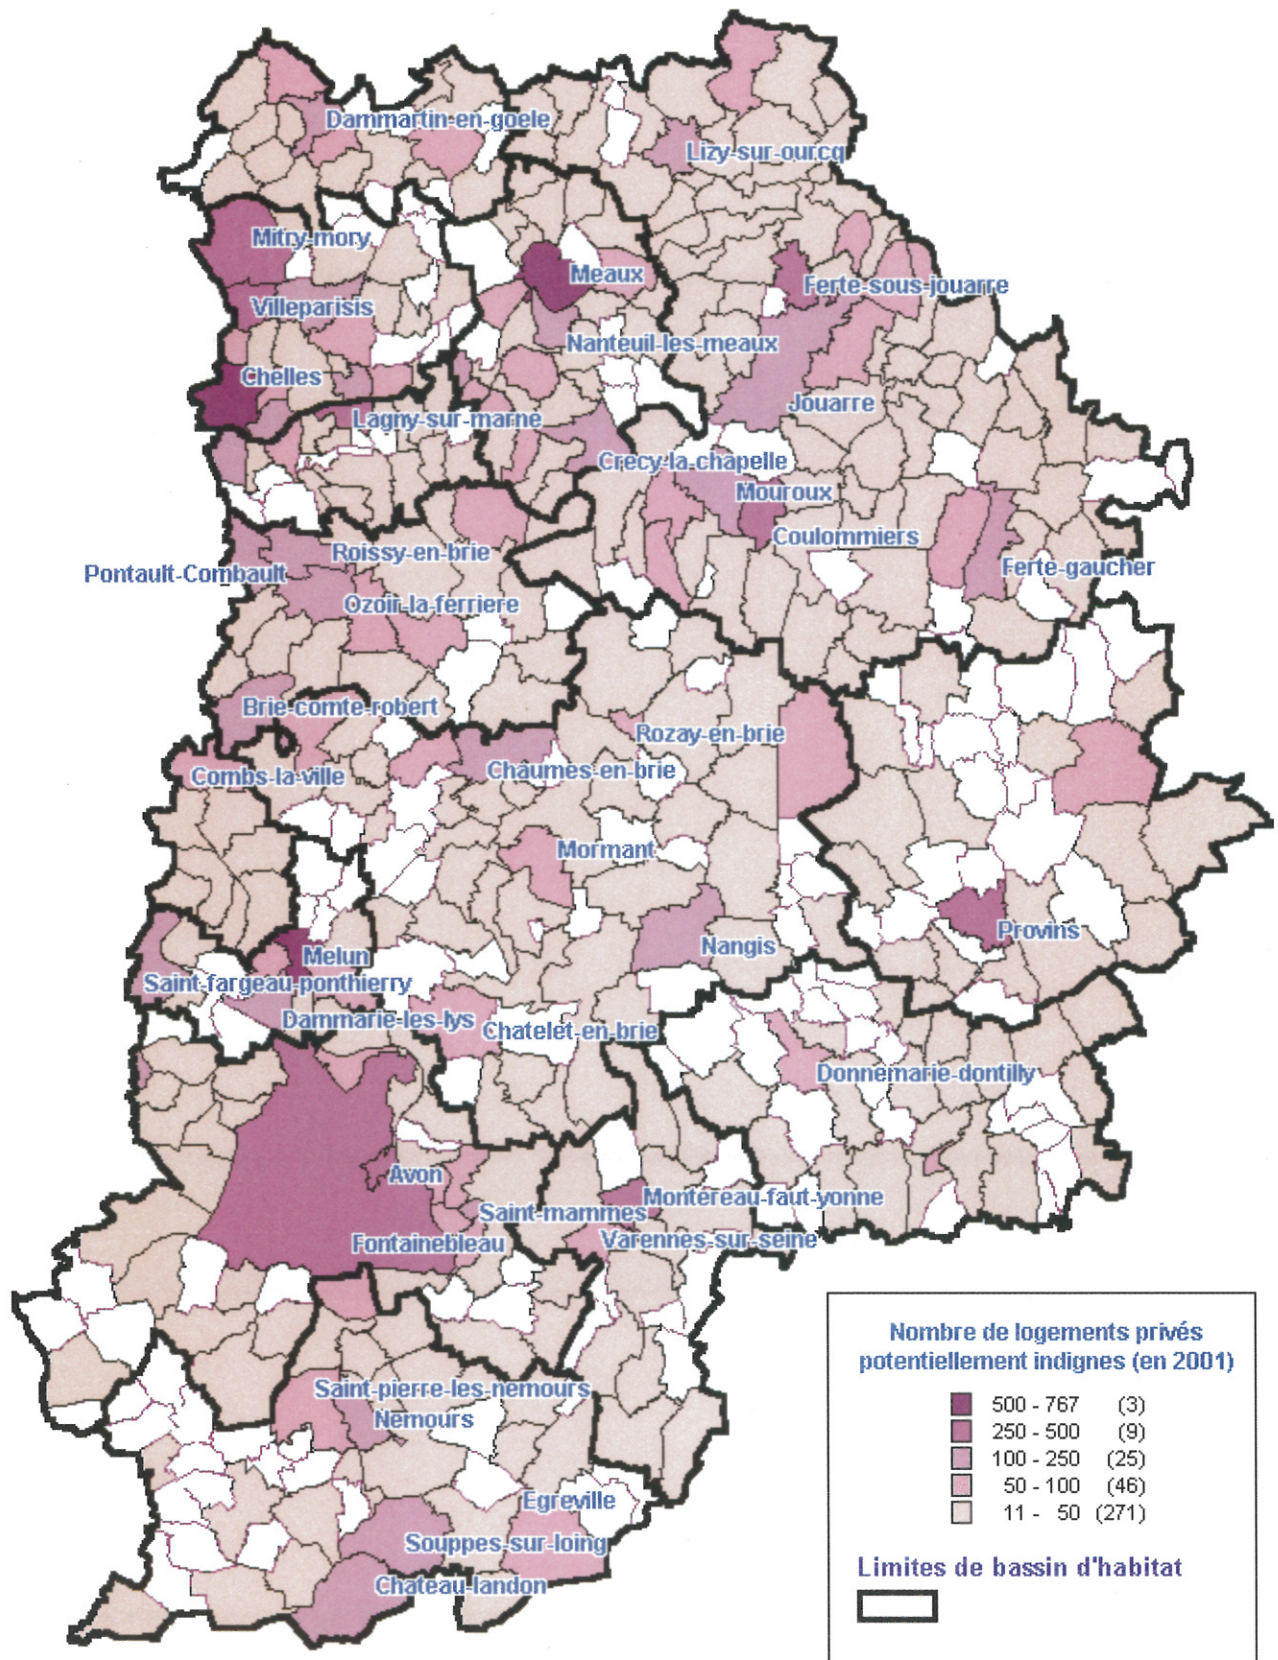 Dammartin-en-goele
Lizy-sur-ourcq
Mitry-mory
Meaux
Ferte-sous-jouarre
Villeparisis
Nanteuil-les-meaux
Chelles
Jouarre
Lagny-sur-marne
Crecy-la-chapelle
Mouroux
Coulommiers
Roissy-en-brie
Ferte-gaucher
Pontault-Combault
Ozoir-la-ferriere
Brie-comte-robert
Rozay-en-brie
Combs-la-ville
Chaumes-en-brie
Mormant
Provins
Nangis
Melun
Saint-fargeau-ponthierry
Dammarie-les-lys
Chatelet-en-brie
Donnemarie-dontilly
Avon
Montereau-faut-yonne
Saint-mammes
Varennes-sur-seine
Fontainebleau
Nombre de logements privés
potentiellement indignes (en 2001)
500 - 767 (3)
250 - 500 (9)
100 - 250 (25)
50 - 100 (46)
11 - 50 (271)
Limites de bassin d'habitat
Saint-pierre-les-nemours
Nemours
Egreville
Souppes-sur-loing
Chateau-landon